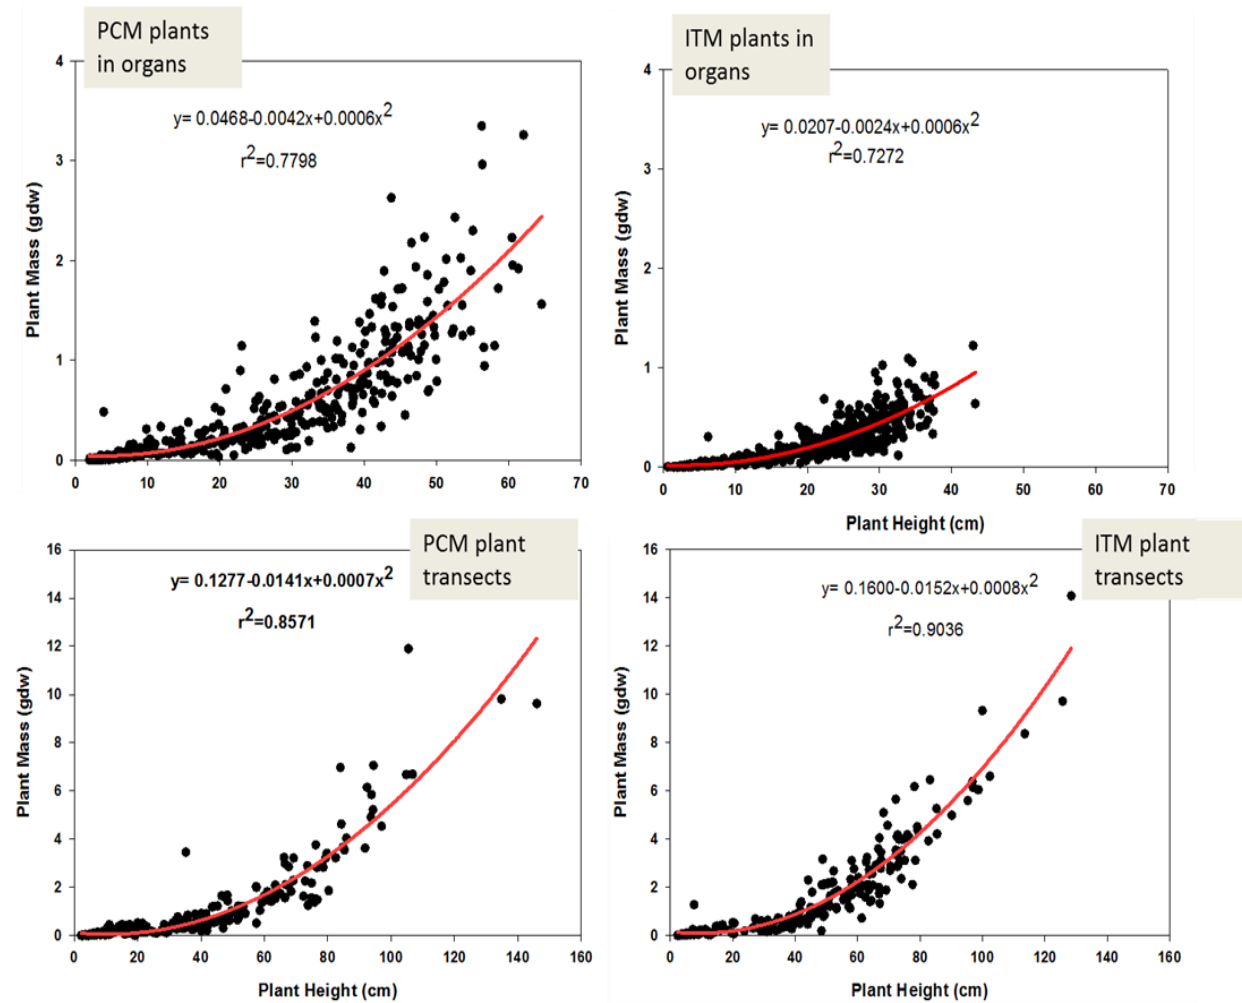 PCM plants
in organs
4
3
2
1
0
Plant Mass (gdw)
y= 0.0468-0.0042x+0.0006x2
r2=0.7798
0 10 20 30 40 50 60 70
ITM plants in
organs
4
3
2
1
0
Plant Mass (gdw)
y= 0.0207-0.0024x+0.0006x2
r2=0.7272
0 10 20 30 40 50 60 70
Plant Height (cm)
PCM plant
transects
16
14
12
10
8
6
4
2
0
Plant Mass (gdw)
y= 0.1277-0.0141x+0.0007x2
r2=0.8571
0 20 40 60 80 100 120 140 160
Plant Height (cm)
ITM plant
transects
16
14
12
10
8
6
4
2
0
Plant Mass (gdw)
y= 0.1600-0.0152x+0.0008x2
r2=0.9036
0 20 40 60 80 100 120 140 160
Plant Height (cm)